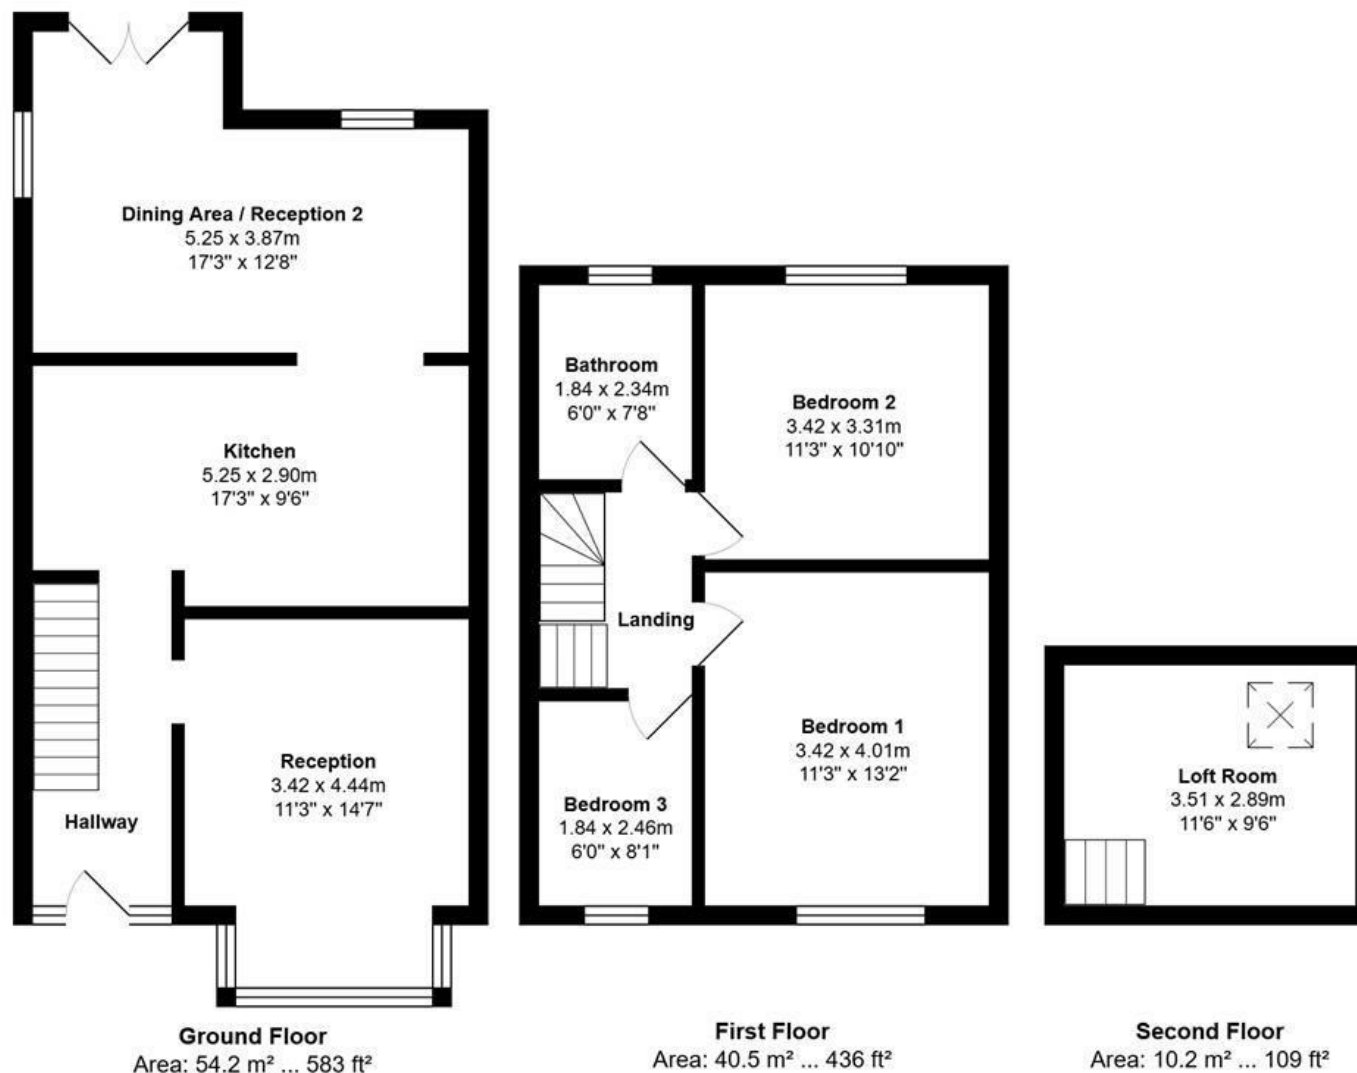 Dining Area / Reception 2
5.25 x 3.87m
17'3" x 12'8"
Kitchen
5.25 x 2.90m
17'3" x 9'6"
Reception
3.42 x 4.44m
11'3" x 14'7"
Hallway
Ground Floor
Area: 54.2 m² ... 583 ft²
Bathroom
1.84 x 2.34m
6'0" x 7'8"
Bedroom 2
3.42 x 3.31m
11'3" x 10'10"
Landing
Bedroom 1
3.42 x 4.01m
11'3" x 13'2"
Bedroom 3
1.84 x 2.46m
6'0" x 8'1"
First Floor
Area: 40.5 m² ... 436 ft²
Loft Room
3.51 x 2.89m
11'6" x 9'6"
Second Floor
Area: 10.2 m² ... 109 ft²